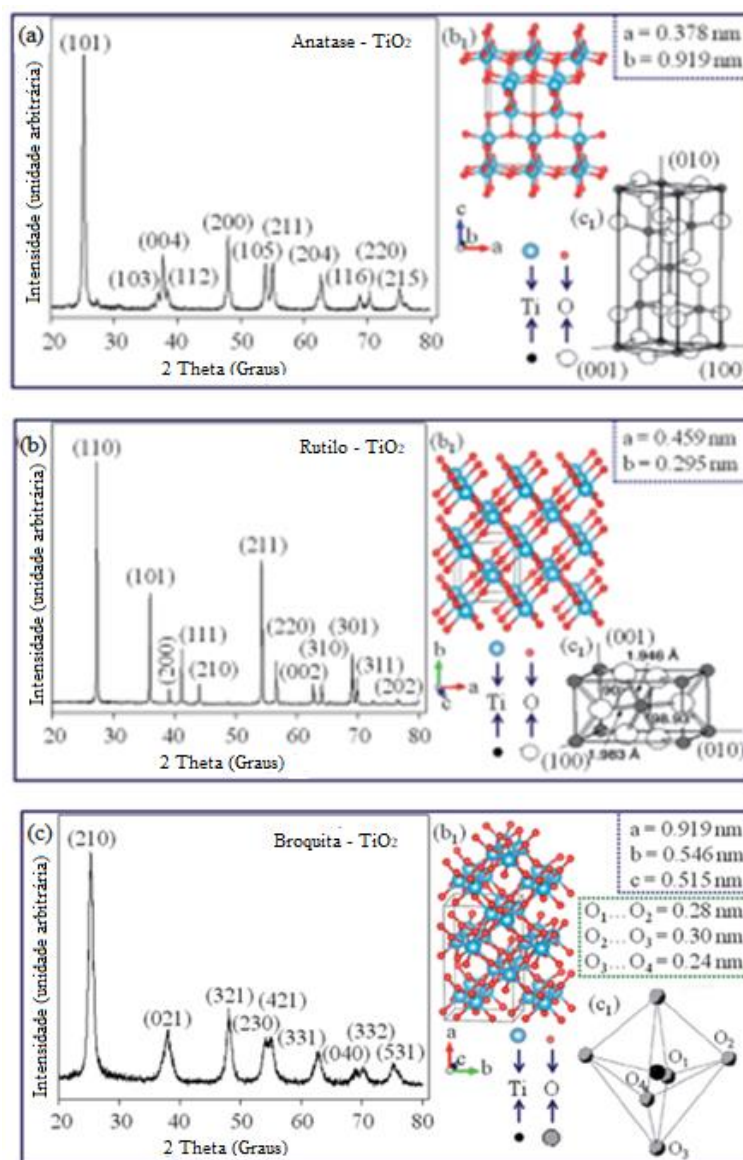 (a)
Anatase - TiO₂
Intensidade (unidade arbitrária)
(101)
(103)
(004)
(112)
(200)
(105)
(211)
(204)
(116)
(220)
(215)
20 30 40 50 60 70 80
2 Theta (Graus)
(b₁)
a = 0.378 nm
b = 0.919 nm
c
b
a
Ti O
(c₁)
(010)
(001)
(100)
(b)
Rutilo - TiO₂
Intensidade (unidade arbitrária)
(110)
(101)
(200)
(111)
(210)
(211)
(220)
(002)
(310)
(301)
(311)
(202)
20 30 40 50 60 70 80
2 Theta (Graus)
(b₁)
a = 0.459 nm
b = 0.295 nm
b
c
a
Ti O
(c₁)
(001)
1.946 Å
90°
98.93
1.983 Å
(100)
(010)
(c)
Broquita - TiO₂
Intensidade (unidade arbitrária)
(210)
(021)
(321)
(230)
(421)
(331)
(040)
(332)
(531)
20 30 40 50 60 70 80
2 Theta (Graus)
(b₁)
a = 0.919 nm
b = 0.546 nm
c = 0.515 nm
O₁...O₂ = 0.28 nm
O₂...O₃ = 0.30 nm
O₃...O₄ = 0.24 nm
a
c
b
Ti O
(c₁)
O₂
O₁
O₄
O₃